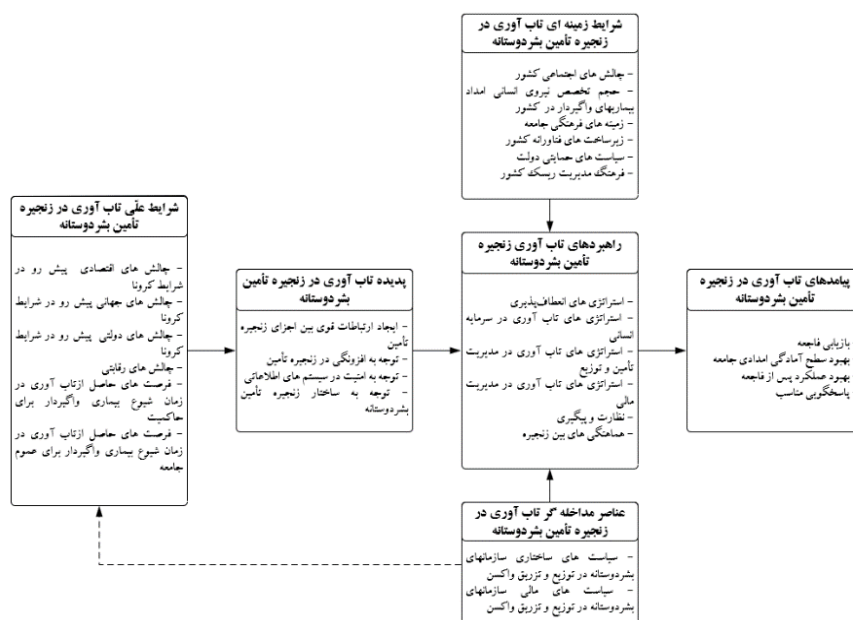 شرایط زمینه ای تاب آوری در
زنجیره تأمین بشردوستانه
- چالش های اجتماعی کشور
- حجم تخصص نیروی انسانی امداد
بیماریهای واگیردار در کشور
- زمینه های فرهنگی جامعه
- زیرساخت های فناورانه کشور
- سیاست های حمایتی دولت
- فرهنگ مدیریت ریسک کشور
شرایط علّی تاب آوری در زنجیره
تأمین بشردوستانه
- چالش های اقتصادی پیش رو در
شرایط کرونا
- چالش های جهانی پیش رو در شرایط
کرونا
- چالش های دولتی پیش رو در شرایط
کرونا
- چالش های رقابتی
- فرصت های حاصل ازتاب آوری در
زمان شیوع بیماری واگیردار برای
حاکمیت
- فرصت های حاصل ازتاب آوری در
زمان شیوع بیماری واگیردار برای عموم
جامعه
پدیده تاب آوری در زنجیره تأمین
بشردوستانه
- ایجاد ارتباطات قوی بین اجزای زنجیره
تأمین
- توجه به افزونگی در زنجیره تأمین
- توجه به امنیت در سیستم های اطلاعاتی
- توجه به ساختار زنجیره تأمین
بشردوستانه
راهبردهای تاب آوری زنجیره
تأمین بشردوستانه
- استراتژی های انعطاف‌پذیری
- استراتژی های تاب آوری در سرمایه
انسانی
- استراتژی های تاب آوری در مدیریت
تأمین و توزیع
- استراتژی های تاب آوری در مدیریت
مالی
- نظارت و پیگیری
- هماهنگی های بین زنجیره
پیامدهای تاب آوری در زنجیره
تأمین بشردوستانه
بازیابی فاجعه
بهبود سطح آمادگی امدادی جامعه
بهبود عملکرد پس از فاجعه
پاسخگویی مناسب
عناصر مداخله گر تاب آوری در
زنجیره تأمین بشردوستانه
- سیاست های ساختاری سازمانهای
بشردوستانه در توزیع و تزریق واکسن
- سیاست های مالی سازمانهای
بشردوستانه در توزیع و تزریق واکسن